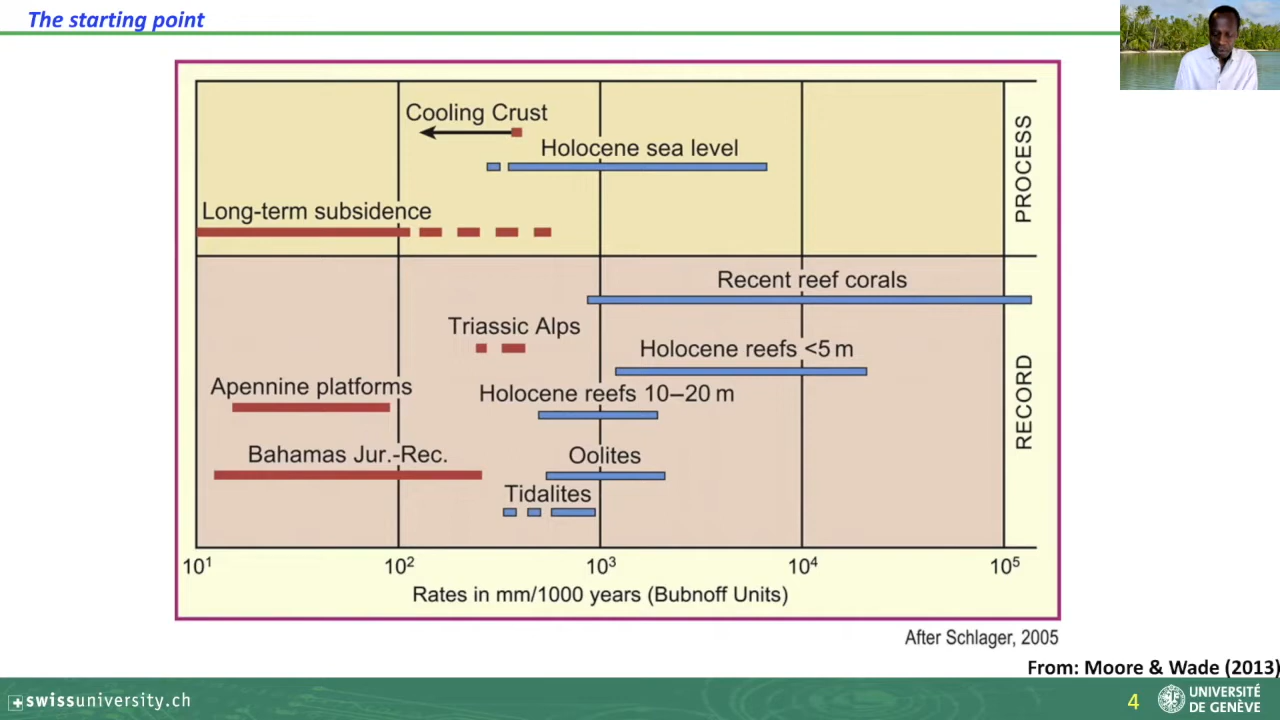 The starting point
Cooling Crust
Holocene sea level
Long-term subsidence
PROCESS
Recent reef corals
Triassic Alps
Holocene reefs <5 m
Apennine platforms
Holocene reefs 10–20 m
Bahamas Jur.-Rec.
Oolites
Tidalites
RECORD
10¹ 10² 10³ 10⁴ 10⁵
Rates in mm/1000 years (Bubnoff Units)
After Schlager, 2005
From: Moore & Wade (2013)
swissuniversity.ch
4
UNIVERSITÉ
DE GENÈVE